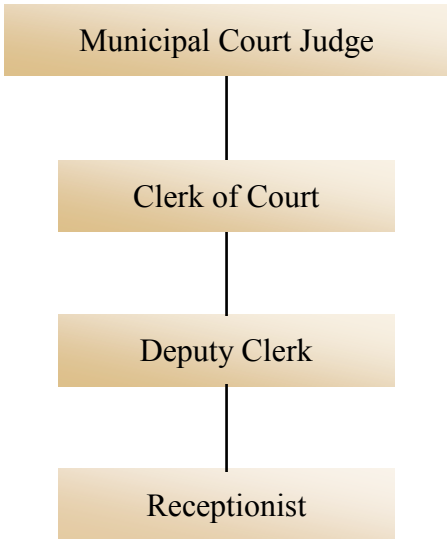 Municipal Court Judge
Clerk of Court
Deputy Clerk
Receptionist